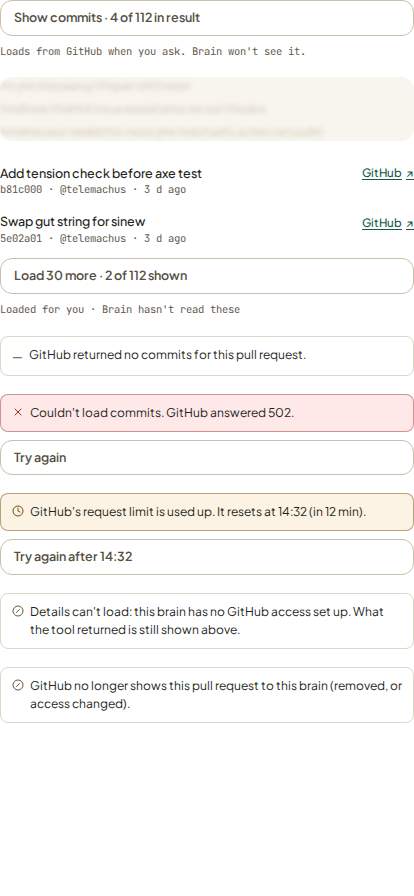 Show commits · 4 of 112 in result
Loads from GitHub when you ask. Brain won't see it.
Add tension check before axe test
GitHub ↗
b81c000 · @telemachus · 3 d ago
Swap gut string for sinew
GitHub ↗
5e02a01 · @telemachus · 3 d ago
Load 30 more · 2 of 112 shown
Loaded for you · Brain hasn't read these
GitHub returned no commits for this pull request.
Couldn't load commits. GitHub answered 502.
Try again
GitHub's request limit is used up. It resets at 14:32 (in 12 min).
Try again after 14:32
Details can't load: this brain has no GitHub access set up. What
the tool returned is still shown above.
GitHub no longer shows this pull request to this brain (removed, or
access changed).